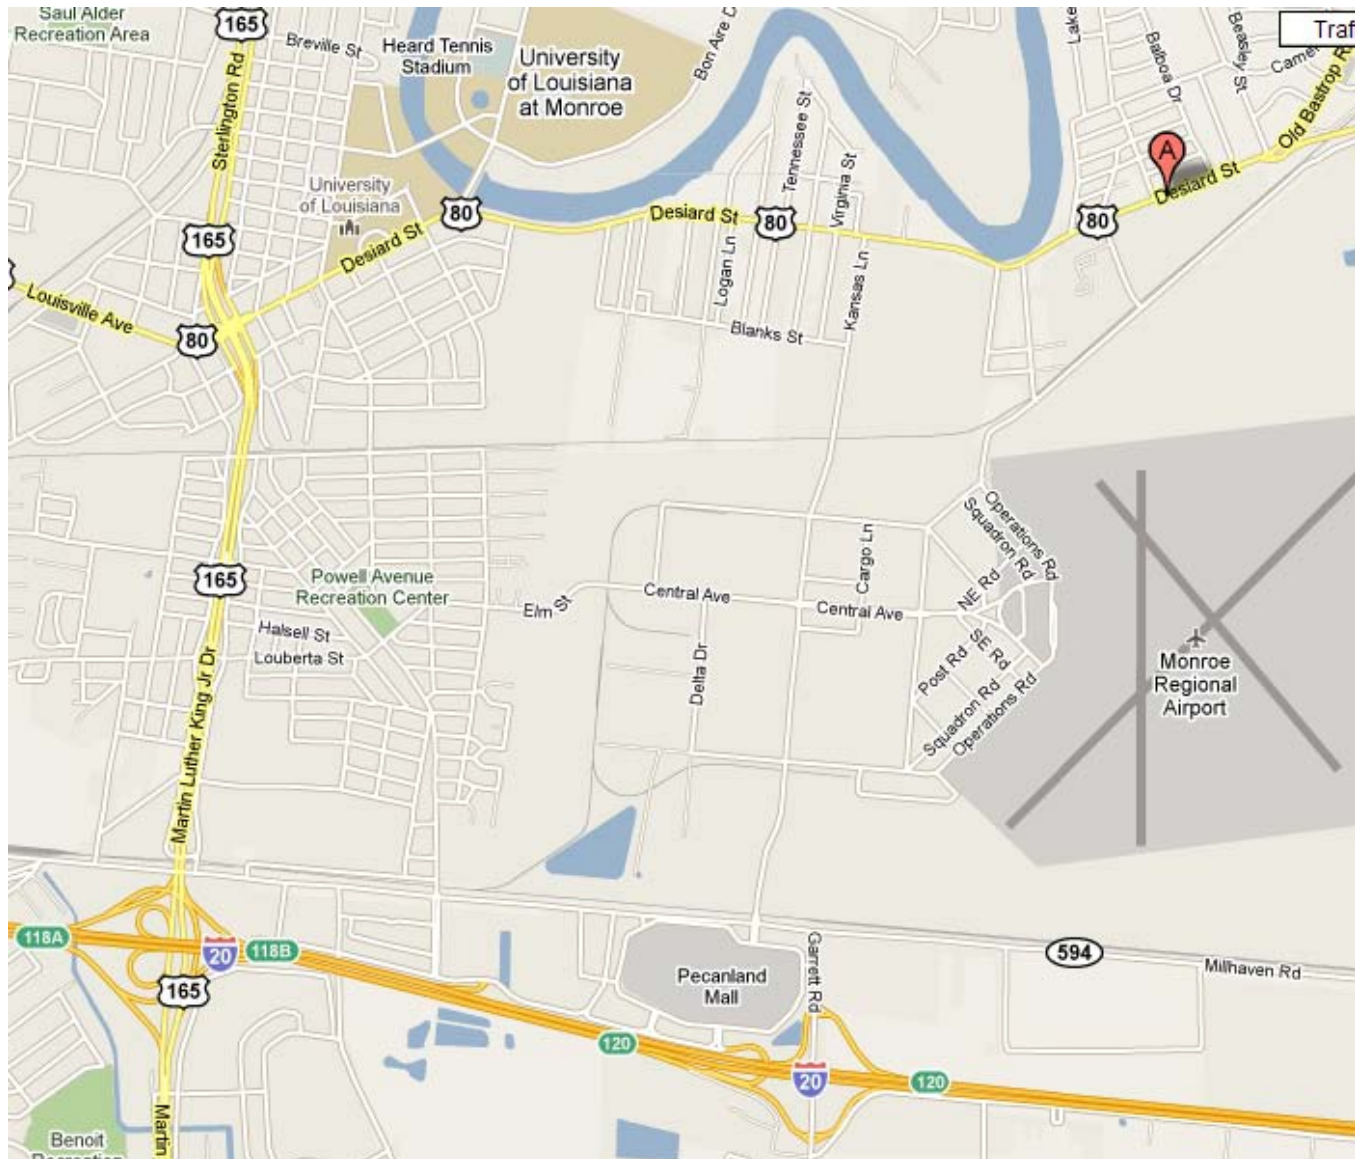 Saul Alder
Recreation Area
165
Breville St
Heard Tennis
Stadium
University
of Louisiana
at Monroe
Bon Aire D
Lake
Balboa Dr
Beasley St
Traf
Camer
Old Bastrop R
Sterlington Rd
Tennessee St
Virginia St
A
Desiard St
University
of Louisiana
80
Desiard St
80
80
165
Desiard St
Logan Ln
Kansas Ln
Louisville Ave
80
Blanks St
Operations Rd
Squadron Rd
Cargo Ln
165
Powell Avenue
Recreation Center
Elm St
Central Ave
Central Ave
NE Rd
Halsell St
Louberta St
SE Rd
Post Rd
Delta Dr
Squadron Rd
Operations Rd
Monroe
Regional
Airport
Martin Luther King Jr Dr
118A
20
118B
165
Pecanland
Mall
Garrett Rd
594
Millhaven Rd
120
20
120
Martin
Benoit
Recreation